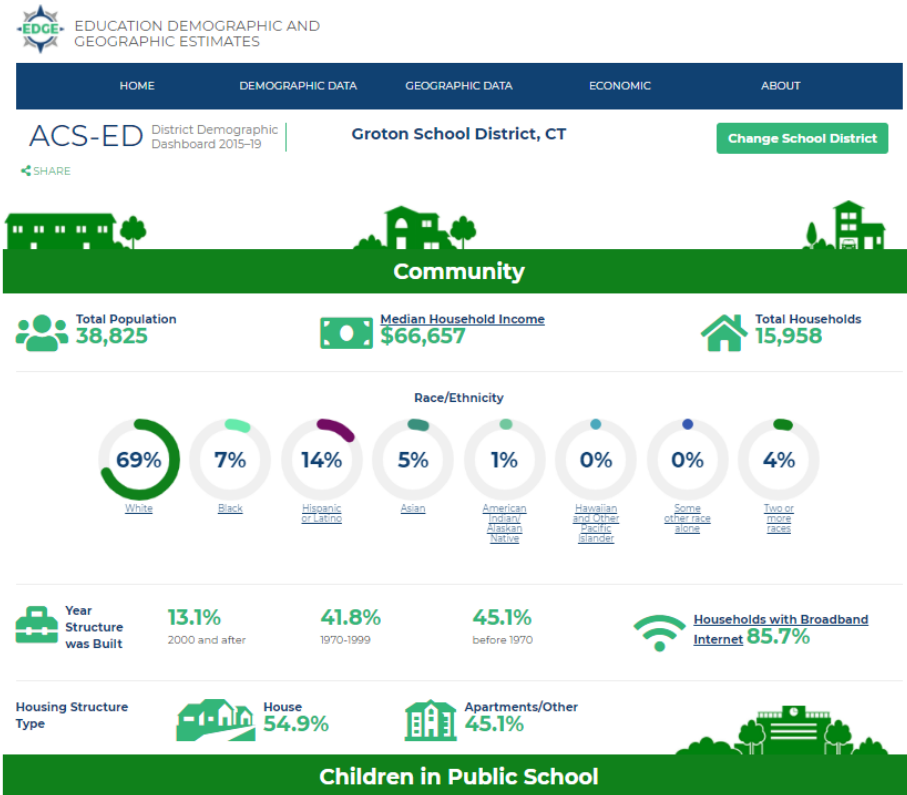 EDGE
EDUCATION DEMOGRAPHIC AND
GEOGRAPHIC ESTIMATES
HOME DEMOGRAPHIC DATA GEOGRAPHIC DATA ECONOMIC ABOUT
ACS-ED
District Demographic
Dashboard 2015–19
Groton School District, CT
Change School District
SHARE
Community
Total Population
38,825
Median Household Income
$66,657
Total Households
15,958
Race/Ethnicity
69%
White
7%
Black
14%
Hispanic
or Latino
5%
Asian
1%
American
Indian/
Alaskan
Native
0%
Hawaiian
and Other
Pacific
Islander
0%
Some
other race
alone
4%
Two or
more
races
Year
Structure
was Built
13.1%
2000 and after
41.8%
1970-1999
45.1%
before 1970
Households with Broadband
Internet 85.7%
Housing Structure
Type
House
54.9%
Apartments/Other
45.1%
Children in Public School